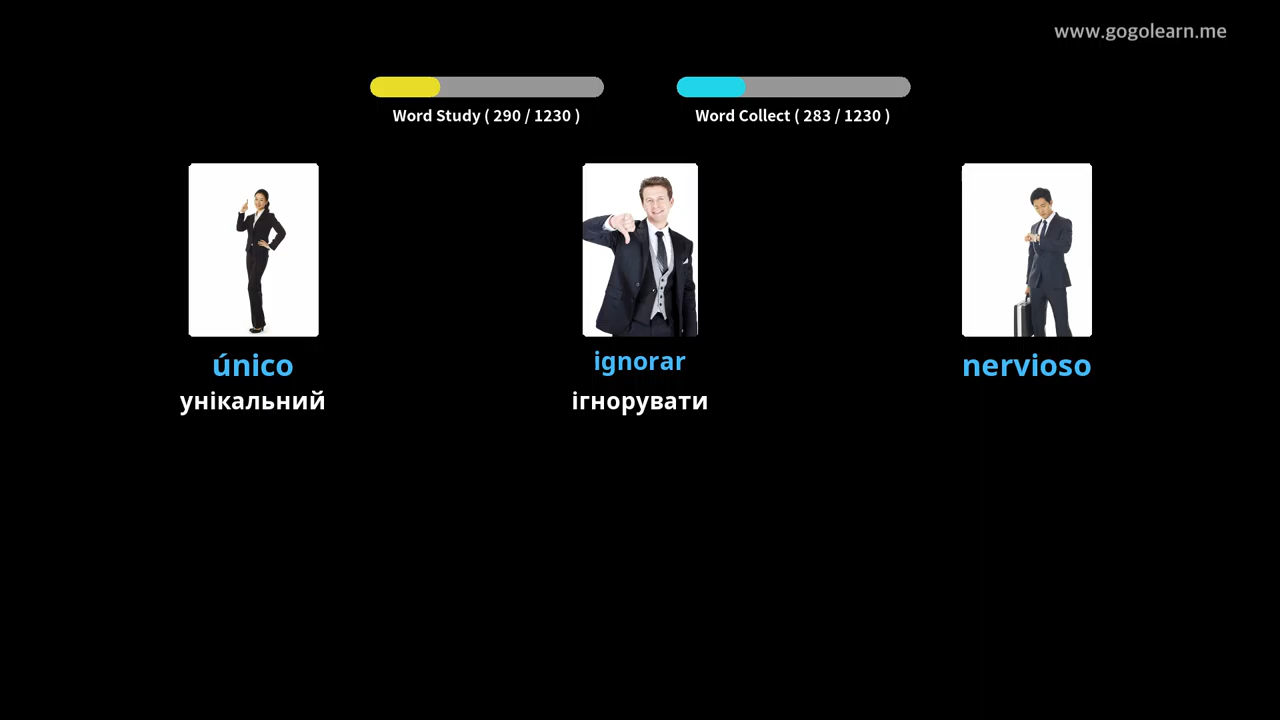 www.gogolearn.me
Word Study ( 290 / 1230 )
Word Collect ( 283 / 1230 )
único
ignorar
nervioso
унікальний
ігнорувати